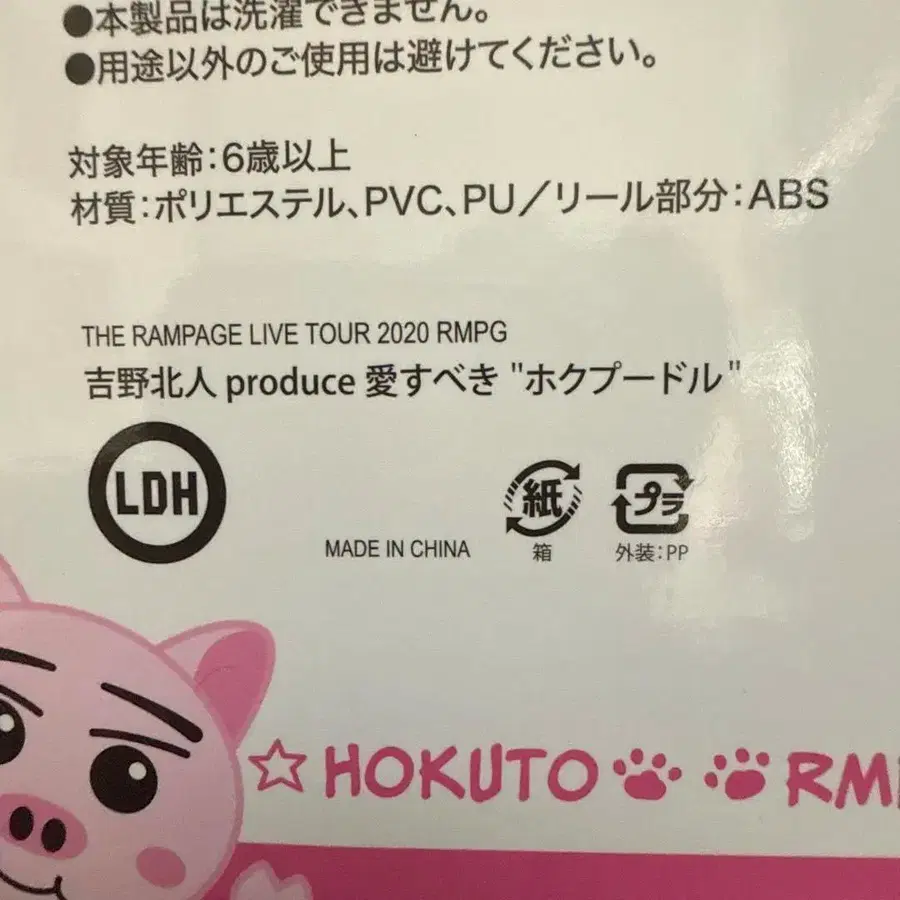 ●本製品は洗濯できません。
●用途以外のご使用は避けてください。
対象年齢：6歳以上
材質：ポリエステル、PVC、PU／リール部分：ABS
THE RAMPAGE LIVE TOUR 2020 RMPG
吉野北人 produce 愛すべき "ホクプードル"
LDH
MADE IN CHINA
紙
箱
プラ
外装：PP
☆ HOKUTO
RM